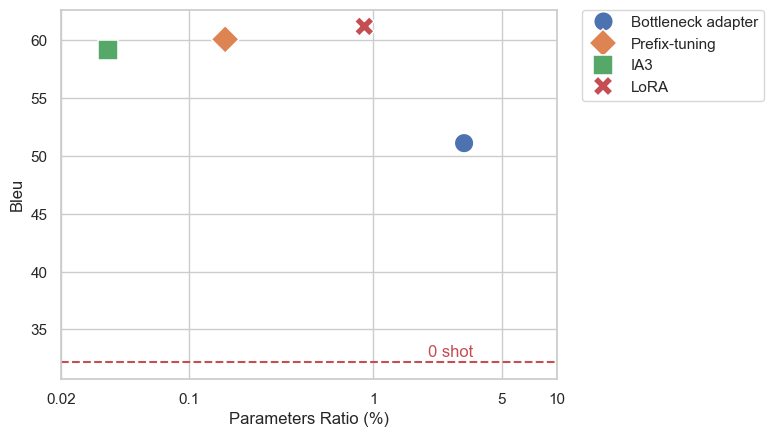 Bottleneck adapter
Prefix-tuning
IA3
LoRA
Bleu
60
55
50
45
40
35
0 shot
0.02
0.1
1
5
10
Parameters Ratio (%)